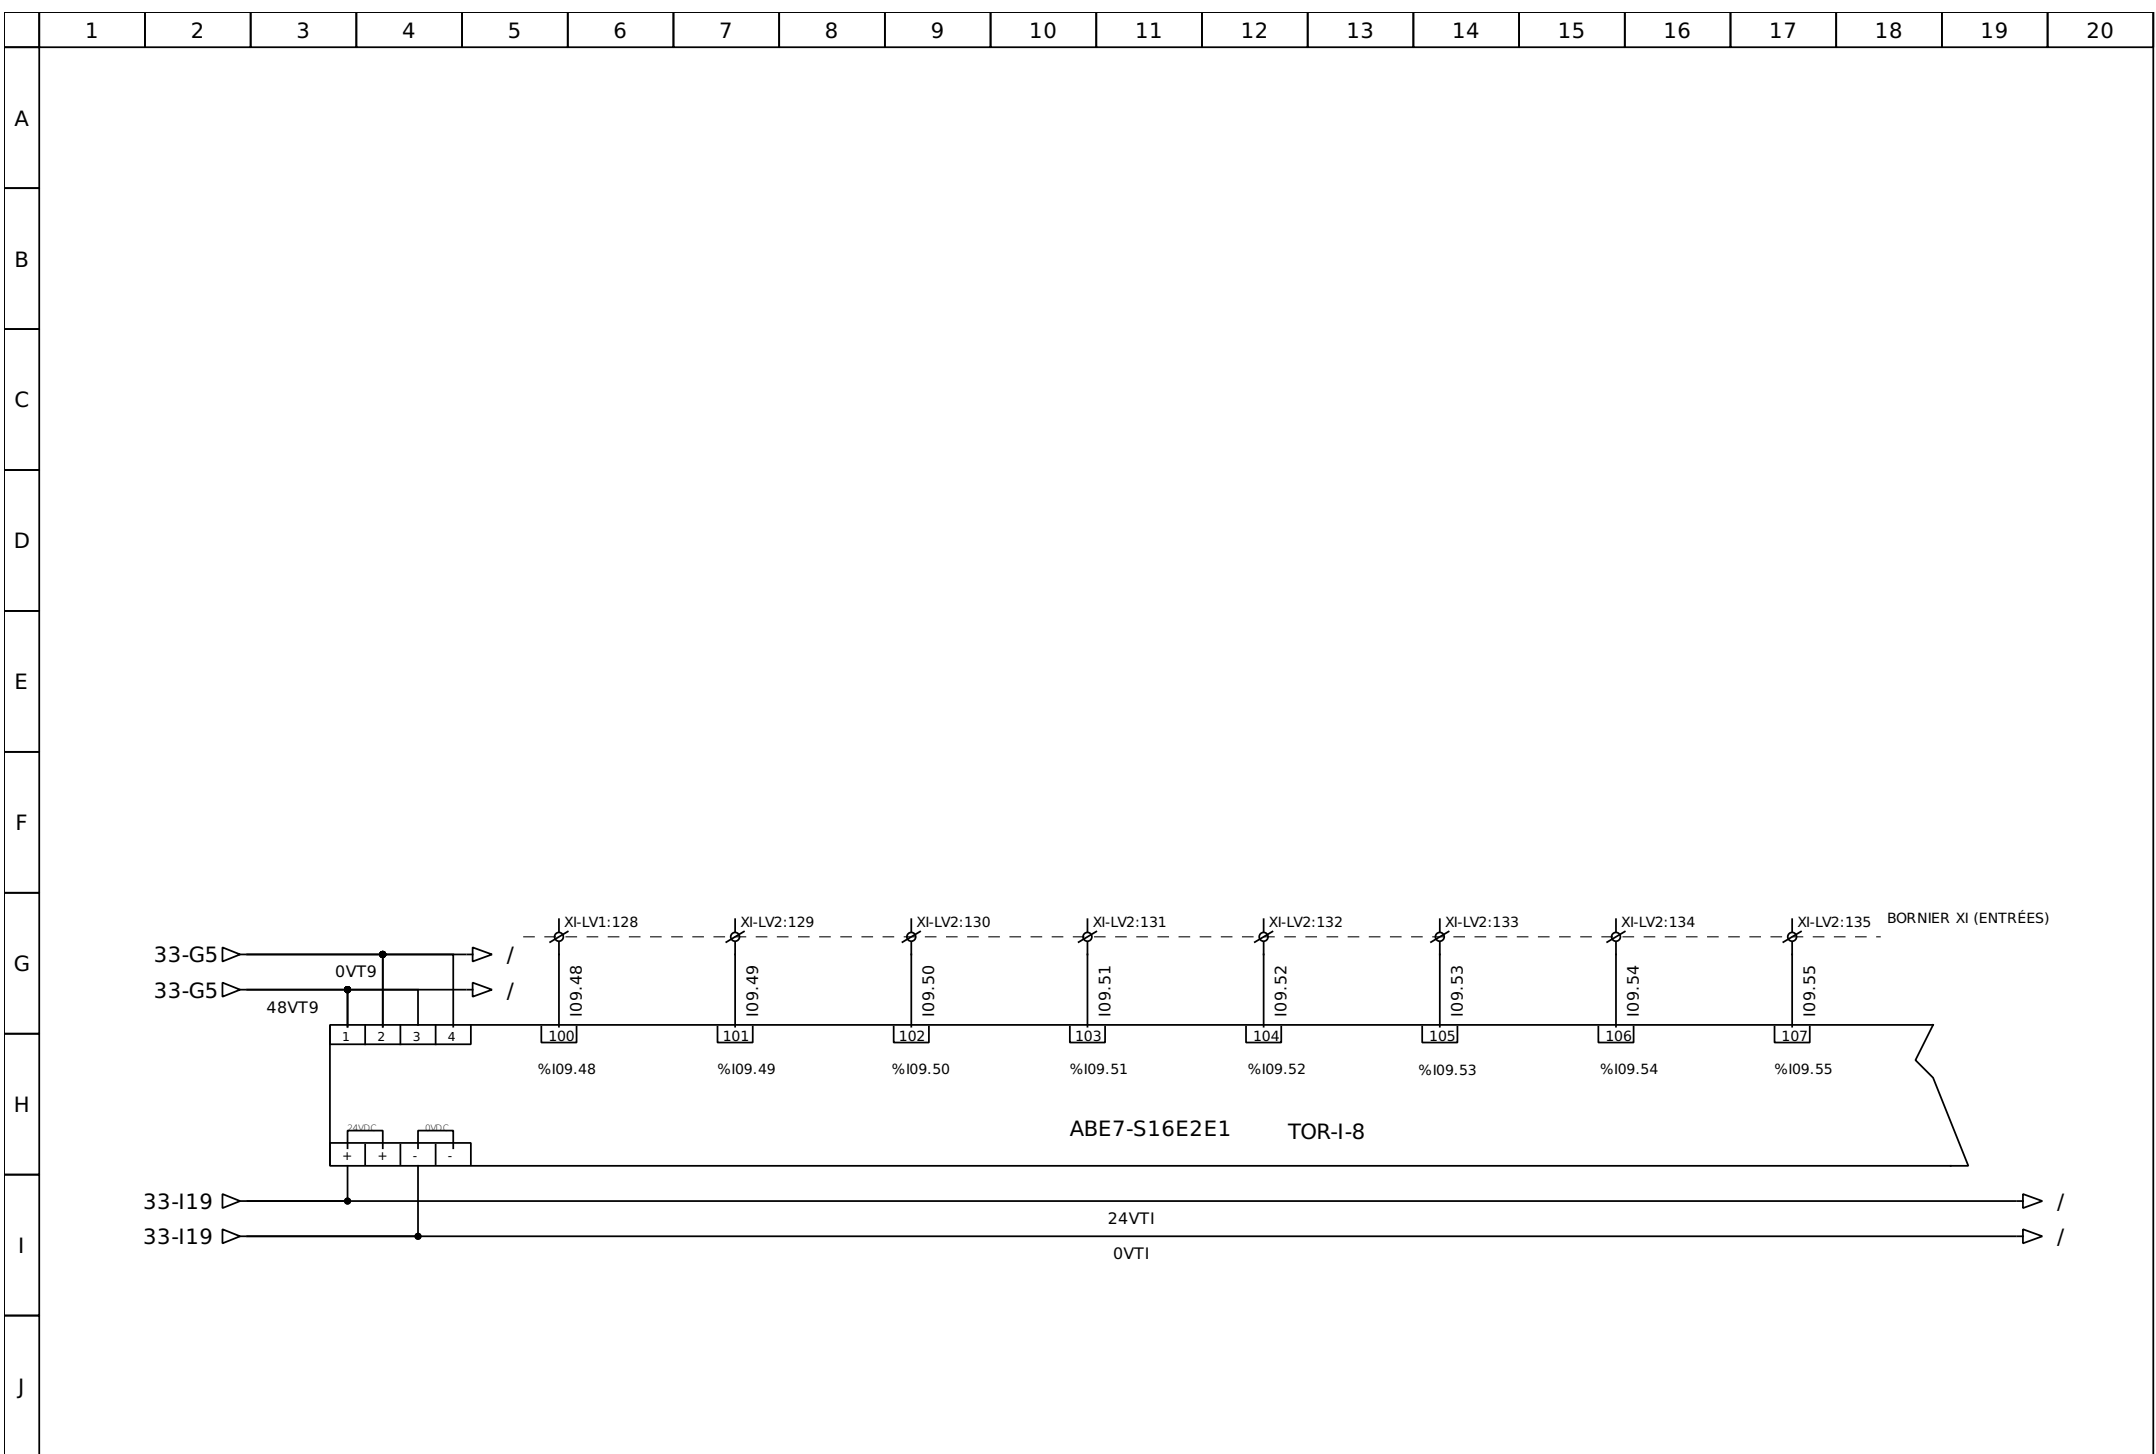 1 2 3 4 5 6 7 8 9 10 11 12 13 14 15 16 17 18 19 20
A
B
C
D
E
F
G
H
I
J
XI-LV1:128 XI-LV2:129 XI-LV2:130 XI-LV2:131 XI-LV2:132 XI-LV2:133 XI-LV2:134 XI-LV2:135 BORNIER XI (ENTRÉES)
33-G5 /
0VT9
33-G5 /
48VT9
I09.48 I09.49 I09.50 I09.51 I09.52 I09.53 I09.54 I09.55
1 2 3 4 100 101 102 103 104 105 106 107
%I09.48 %I09.49 %I09.50 %I09.51 %I09.52 %I09.53 %I09.54 %I09.55
24VDC 0VDC
ABE7-S16E2E1 TOR-I-8
+ + - -
33-I19 /
24VTI
33-I19 /
0VTI